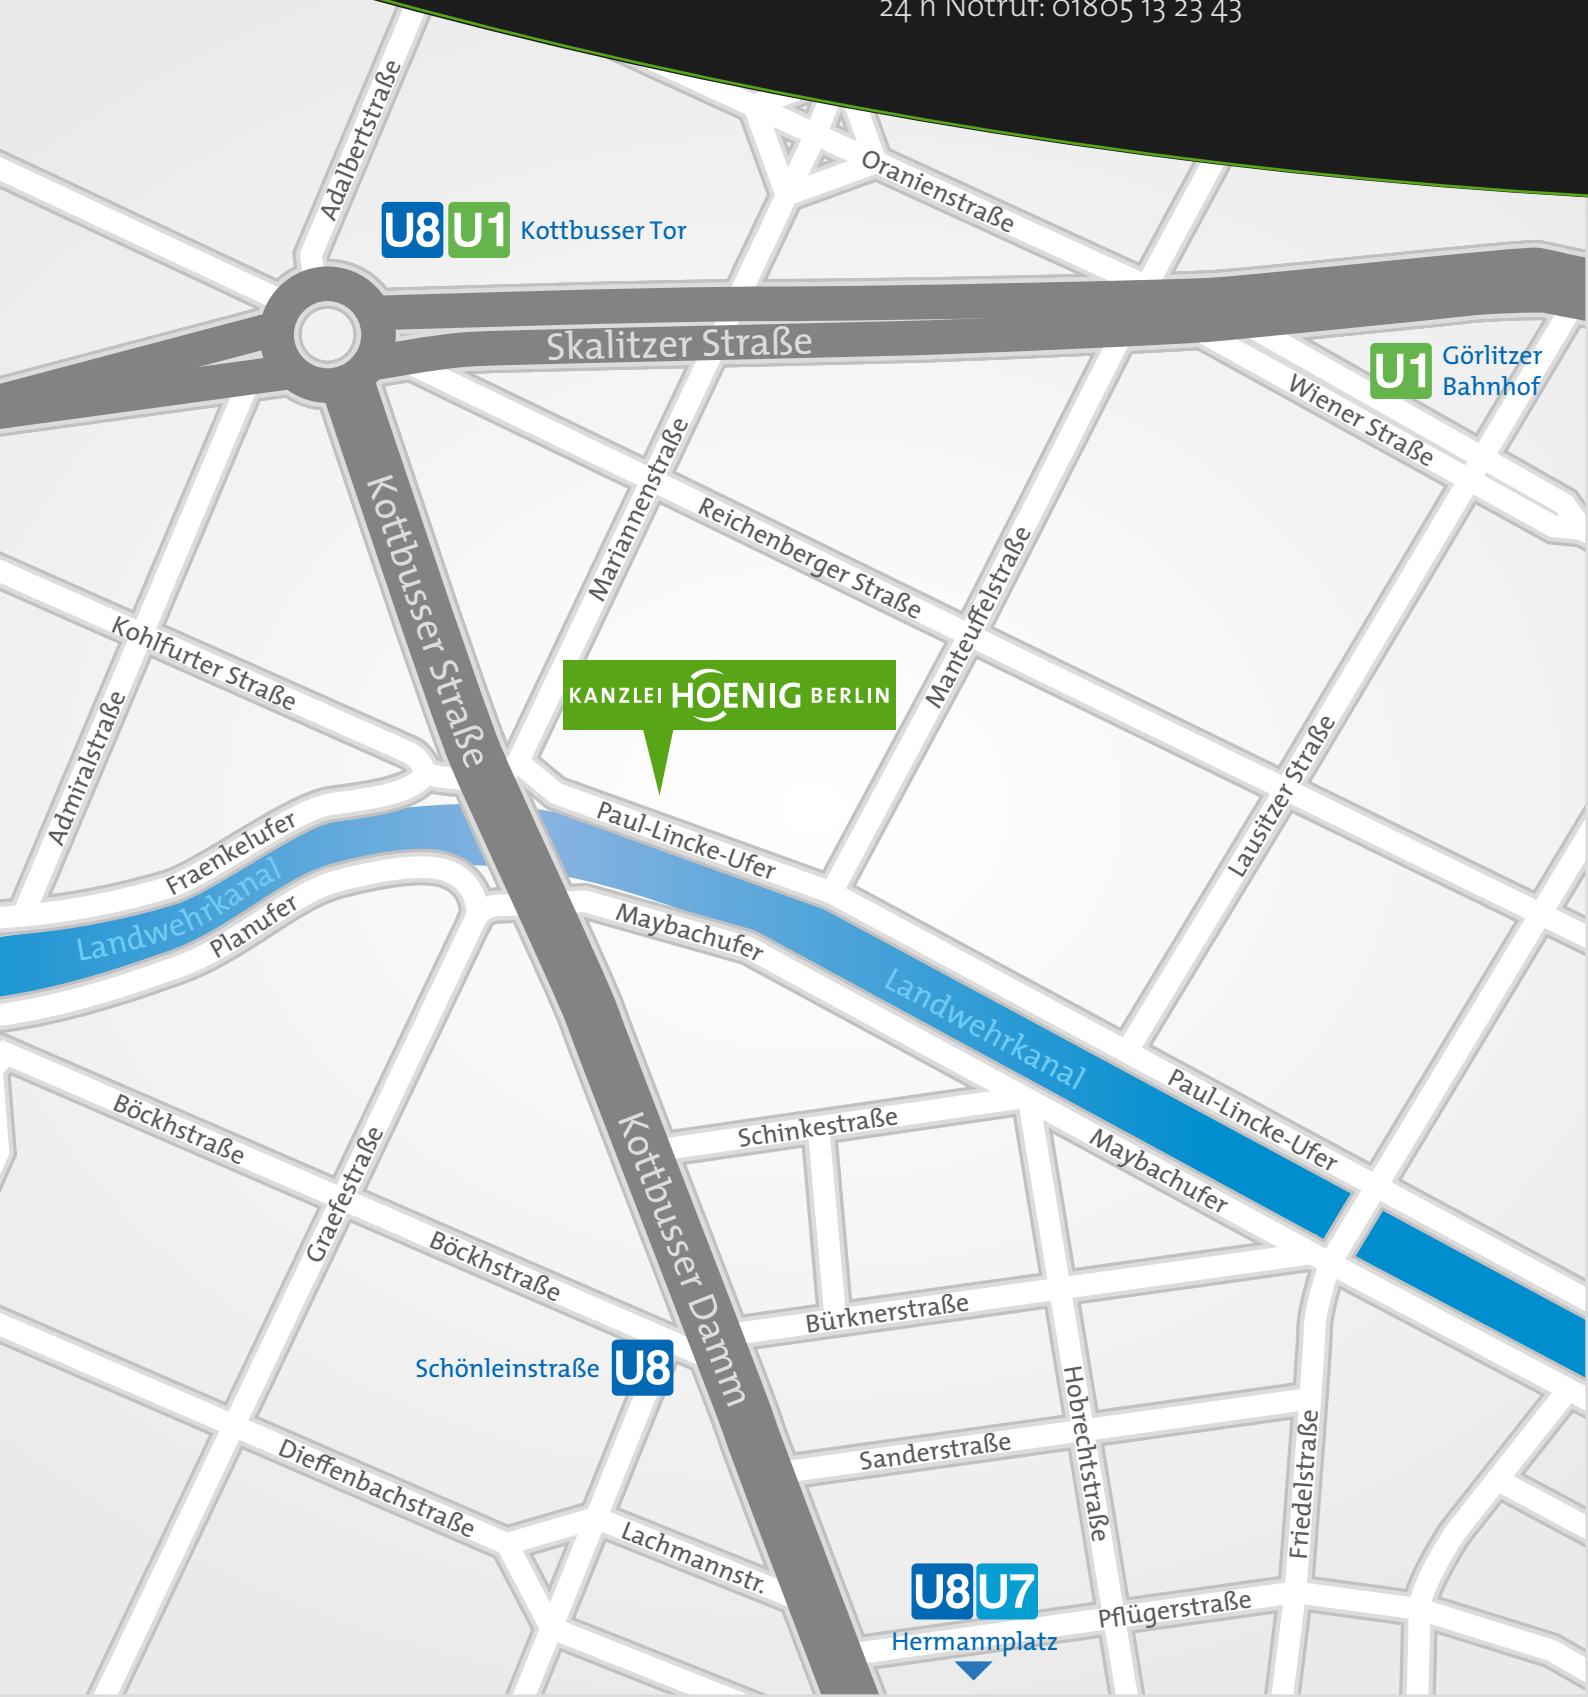 24 h Notruf: 01805 13 23 43
Adalbertstraße
Oranienstraße
U8 U1 Kottbusser Tor
Skalitzer Straße
U1 Görlitzer
Bahnhof
Wiener Straße
Mariannenstraße
Kottbusser Straße
Reichenberger Straße
Manteuffelstraße
Kohlfurter Straße
KANZLEI HOENIG BERLIN
Admiralstraße
Lausitzer Straße
Fraenkelufer
Paul-Lincke-Ufer
Landwehrkanal
Planufer
Maybachufer
Landwehrkanal
Paul-Lincke-Ufer
Böckhstraße
Schinkestraße
Maybachufer
Graefestraße
Kottbusser Damm
Böckhstraße
Bürknerstraße
Schönleinstraße U8
Hobrechtstraße
Sanderstraße
Friedelstraße
Dieffenbachstraße
Lachmannstr.
U8 U7
Pflügerstraße
Hermannplatz